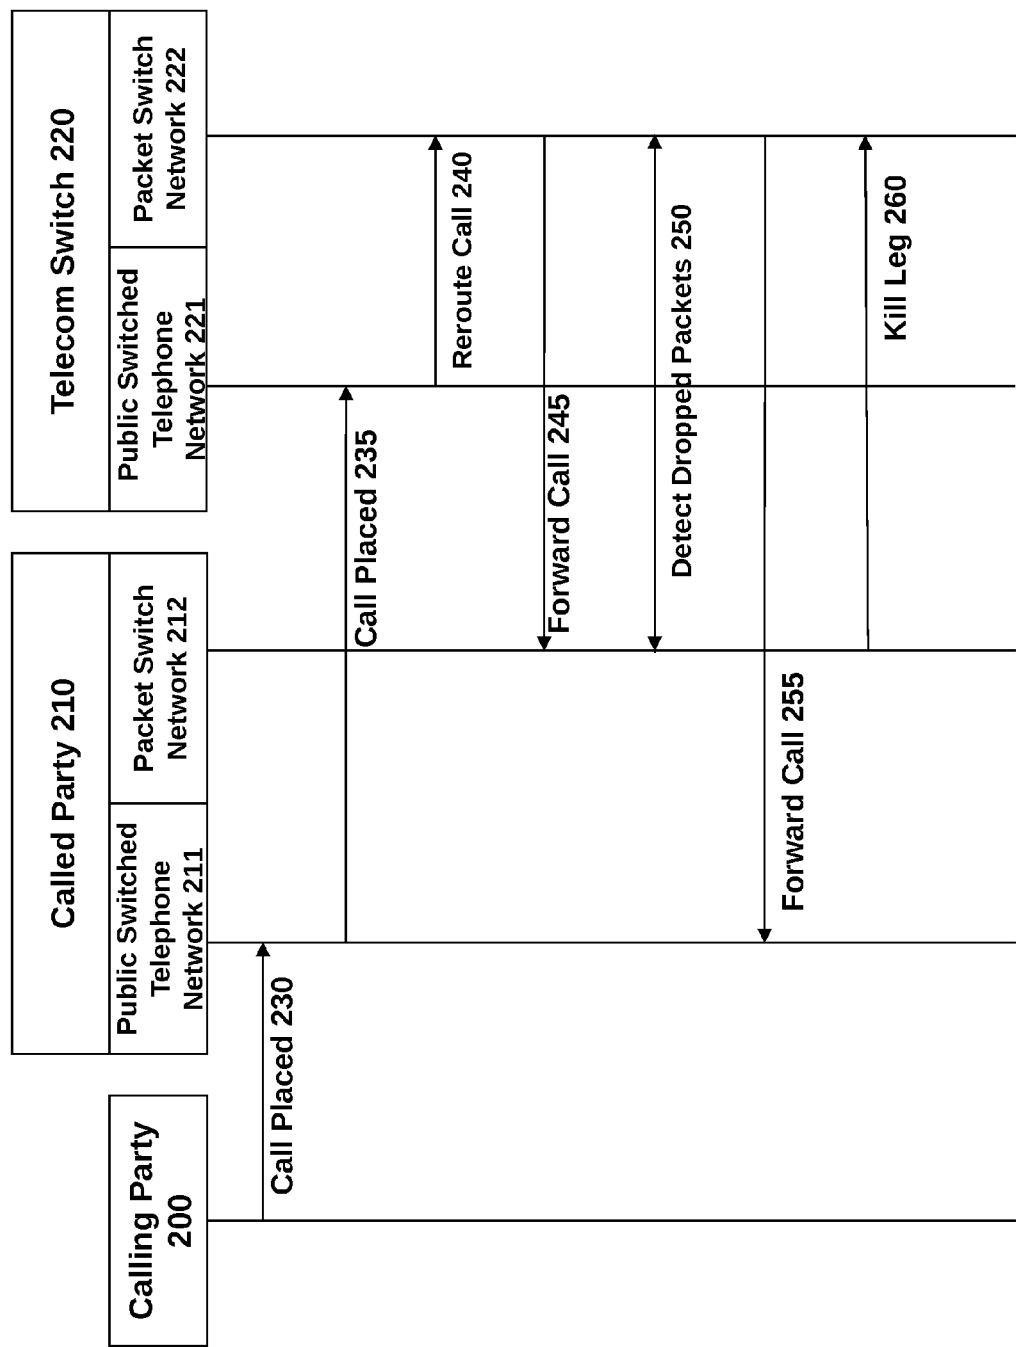 Calling Party
200
Called Party 210
Public Switched
Telephone
Network 211
Packet Switch
Network 212
Telecom Switch 220
Public Switched
Telephone
Network 221
Packet Switch
Network 222
Call Placed 230
Call Placed 235
Reroute Call 240
Forward Call 245
Detect Dropped Packets 250
Forward Call 255
Kill Leg 260